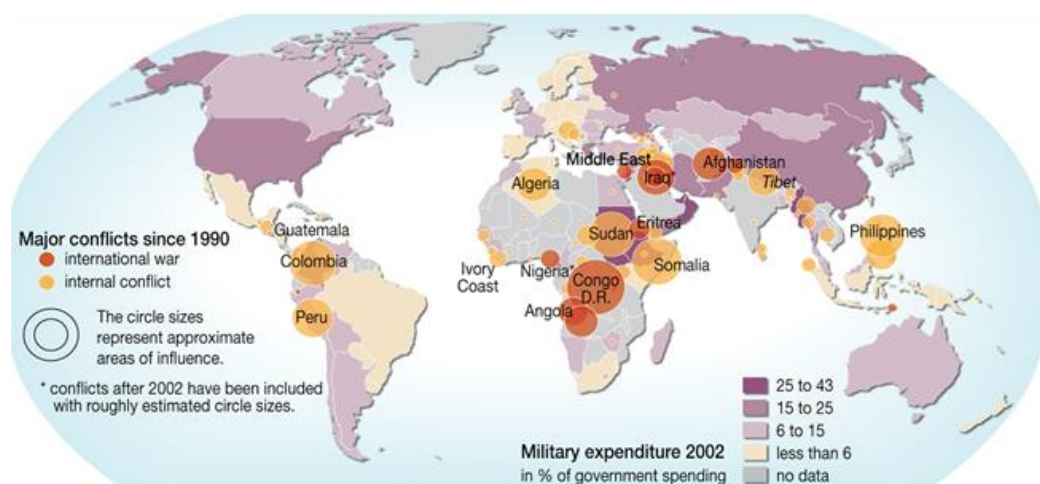 Middle East
Afghanistan
Iraq*
Tibet
Algeria
Guatemala
Major conflicts since 1990
international war
internal conflict
Colombia
Sudan
Eritrea
Philippines
Ivory
Coast
Nigeria*
Somalia
Congo
D.R.
Angola
Peru
The circle sizes
represent approximate
areas of influence.
* conflicts after 2002 have been included
with roughly estimated circle sizes.
Military expenditure 2002
in % of government spending
25 to 43
15 to 25
6 to 15
less than 6
no data